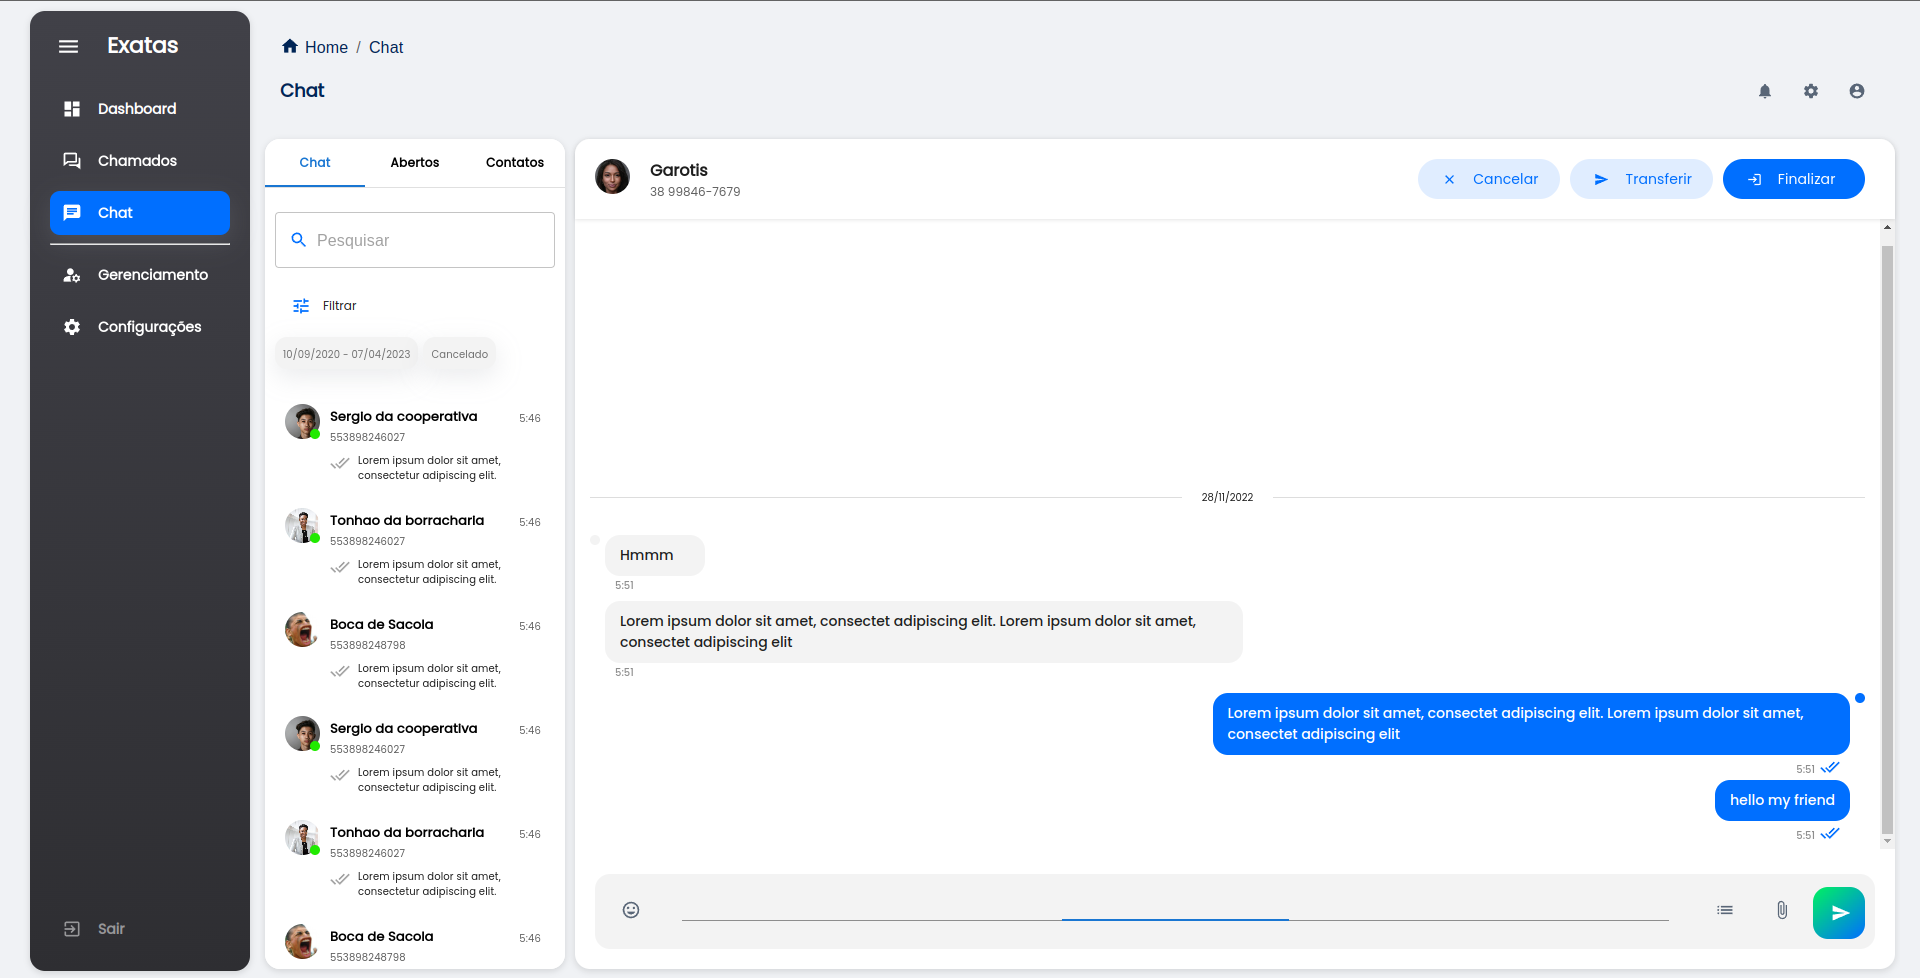 Exatas
Dashboard
Chamados
Chat
Gerenciamento
Configurações
Sair
Home / Chat
Chat
Chat
Abertos
Contatos
Pesquisar
Filtrar
10/09/2020 - 07/04/2023
Cancelado
Sergio da cooperativa
5:46
553898246027
Lorem ipsum dolor sit amet,
consectetur adipiscing elit.
Tonhao da borracharia
5:46
553898246027
Lorem ipsum dolor sit amet,
consectetur adipiscing elit.
Boca de Sacola
5:46
553898248798
Lorem ipsum dolor sit amet,
consectetur adipiscing elit.
Sergio da cooperativa
5:46
553898246027
Lorem ipsum dolor sit amet,
consectetur adipiscing elit.
Tonhao da borracharia
5:46
553898246027
Lorem ipsum dolor sit amet,
consectetur adipiscing elit.
Boca de Sacola
5:46
553898248798
Garotis
38 99846-7679
Cancelar
Transferir
Finalizar
28/11/2022
Hmmm
5:51
Lorem ipsum dolor sit amet, consectet adipiscing elit. Lorem ipsum dolor sit amet,
consectet adipiscing elit
5:51
Lorem ipsum dolor sit amet, consectet adipiscing elit. Lorem ipsum dolor sit amet,
consectet adipiscing elit
5:51
hello my friend
5:51